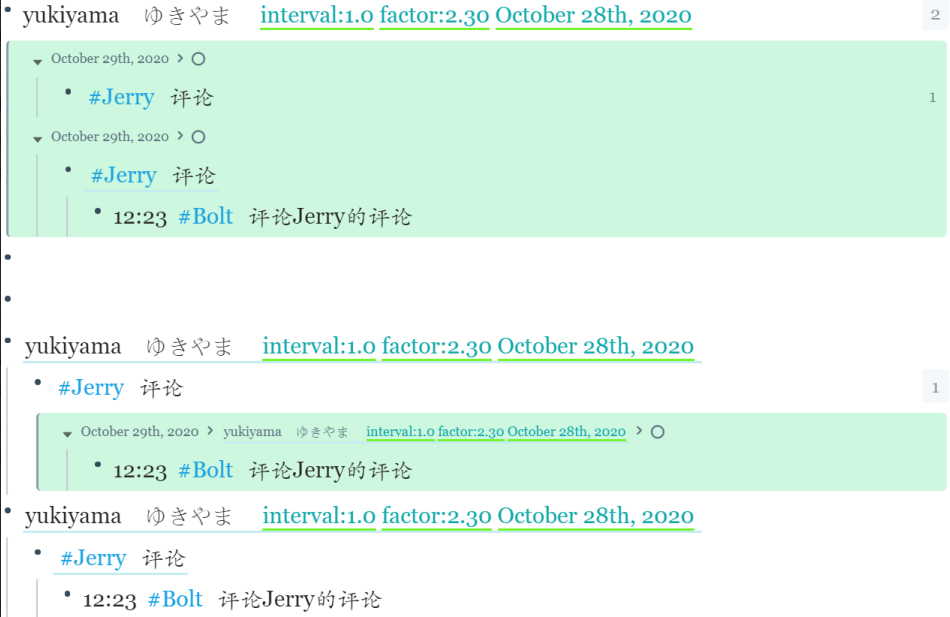 yukiyama ゆきやま interval:1.0 factor:2.30 October 28th, 2020 2
October 29th, 2020 >
#Jerry 评论 1
October 29th, 2020 >
#Jerry 评论
12:23 #Bolt 评论Jerry的评论
yukiyama ゆきやま interval:1.0 factor:2.30 October 28th, 2020
#Jerry 评论 1
October 29th, 2020 > yukiyama ゆきやま interval:1.0 factor:2.30 October 28th, 2020 >
12:23 #Bolt 评论Jerry的评论
yukiyama ゆきやま interval:1.0 factor:2.30 October 28th, 2020
#Jerry 评论
12:23 #Bolt 评论Jerry的评论